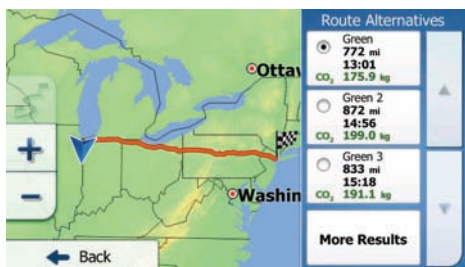 Route Alternatives
Green
772 mi
13:01
CO₂ 175.9 kg
Green 2
872 mi
14:56
CO₂ 199.0 kg
Green 3
833 mi
15:18
CO₂ 191.1 kg
More Results
Ottav
Washin
+
−
Back